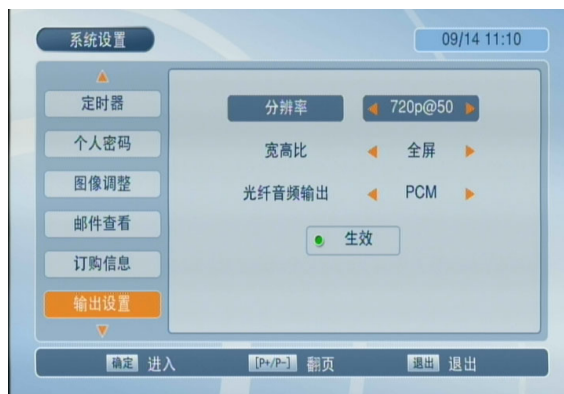 系统设置
09/14 11:10
定时器
个人密码
图像调整
邮件查看
订购信息
输出设置
分辨率 720p@50
宽高比 全屏
光纤音频输出 PCM
生效
确定 进入 [P+/P-] 翻页 退出 退出